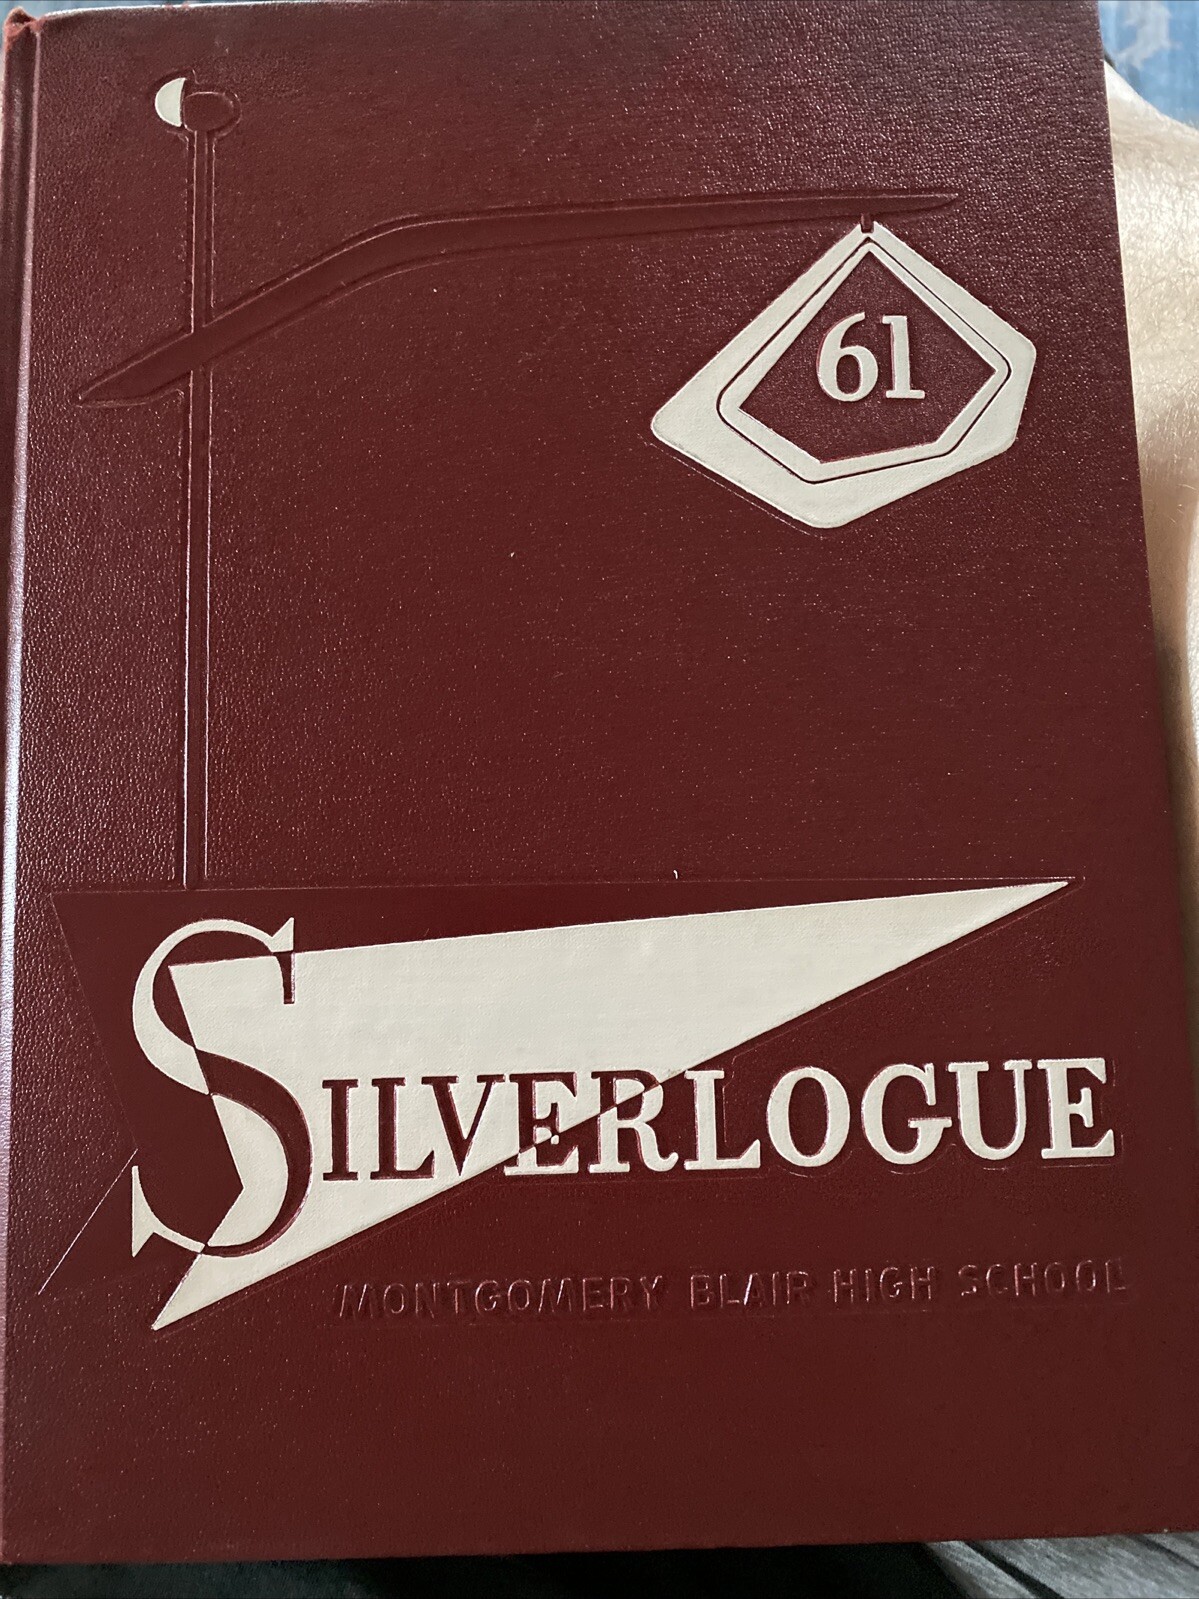 61
SILVERLOGUE
MONTGOMERY BLAIR HIGH SCHOOL